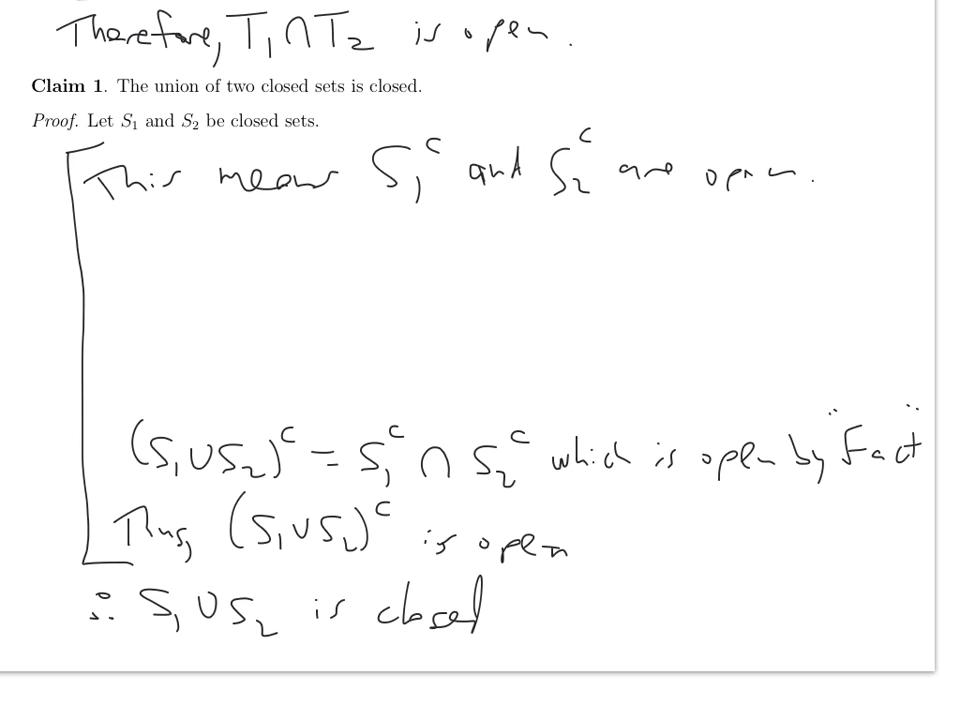 Therefore, T₁∩T₂ is open.
Claim 1. The union of two closed sets is closed.
Proof. Let S₁ and S₂ be closed sets.
This means S₁ᶜ and S₂ᶜ are open.
(S₁∪S₂)ᶜ = S₁ᶜ ∩ S₂ᶜ which is open by "Fact"
Thus, (S₁∪S₂)ᶜ is open
∴ S₁∪S₂ is closed